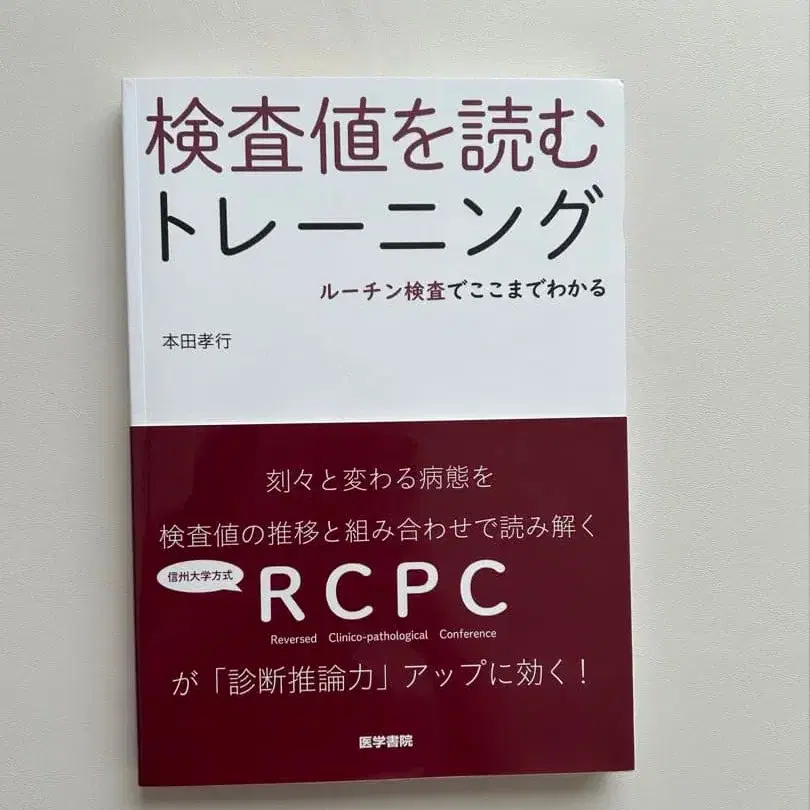 検査値を読む
トレーニング
ルーチン検査でここまでわかる
本田孝行
刻々と変わる病態を
検査値の推移と組み合わせで読み解く
信州大学方式
RCPC
Reversed Clinico-pathological Conference
が「診断推論力」アップに効く!
医学書院